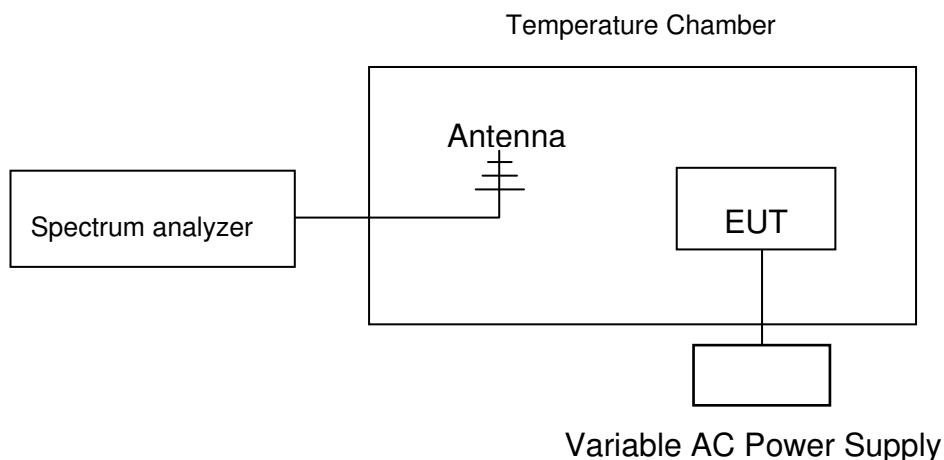 Temperature Chamber
Antenna
Spectrum analyzer
EUT
Variable AC Power Supply